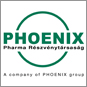 PHOENIX
Pharma Részvénytársaság
A company of PHOENIX group